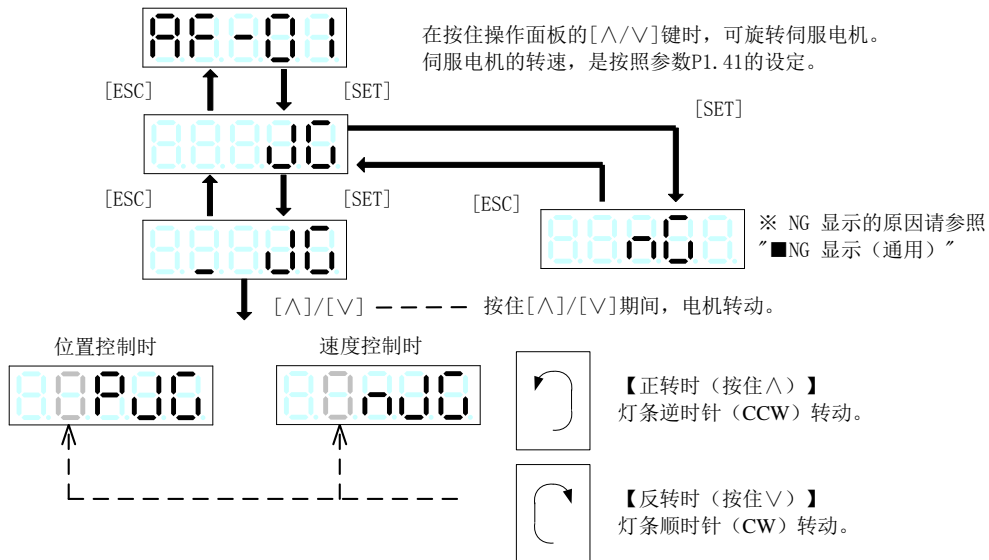 AF-01
在按住操作面板的[∧/∨]键时，可旋转伺服电机。
伺服电机的转速，是按照参数P1.41的设定。
[ESC]
[SET]
[SET]
JG
[ESC]
[SET]
[ESC]
nG
※ NG 显示的原因请参照
"■NG 显示（通用）"
_ JG
[∧]/[∨]
按住[∧]/[∨]期间，电机转动。
位置控制时
速度控制时
PJG
nJG
【正转时（按住∧）】
灯条逆时针（CCW）转动。
【反转时（按住∨）】
灯条顺时针（CW）转动。